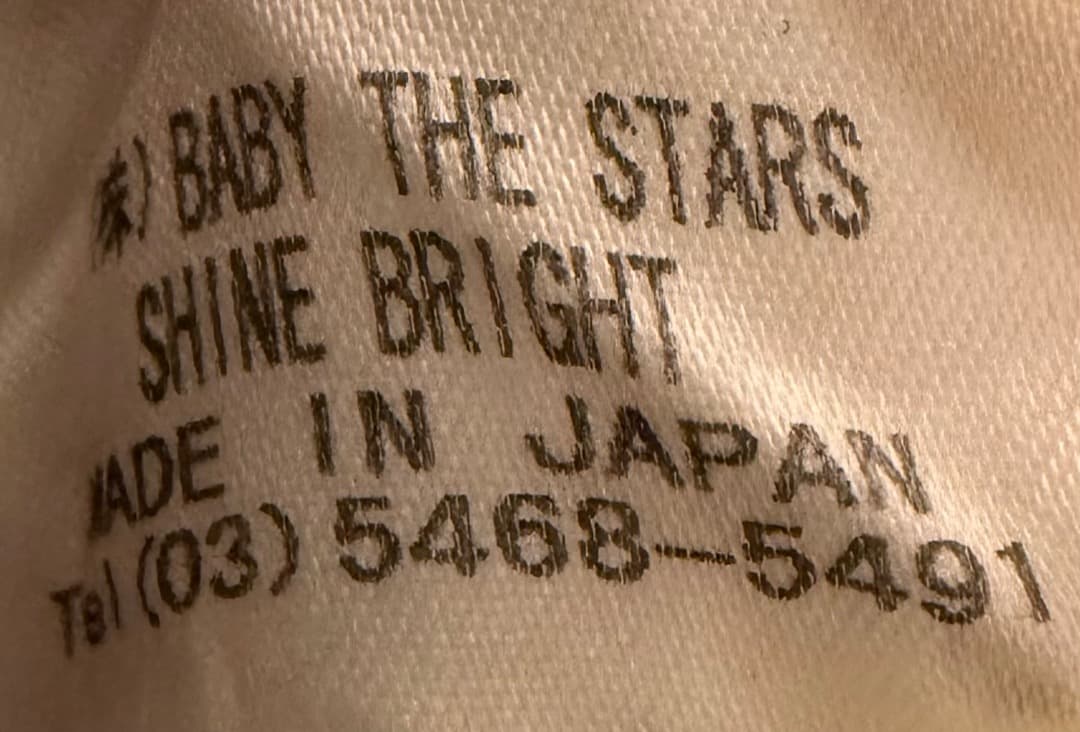 (株)BABY THE STARS
SHINE BRIGHT
MADE IN JAPAN
Tel (03) 5468-5491